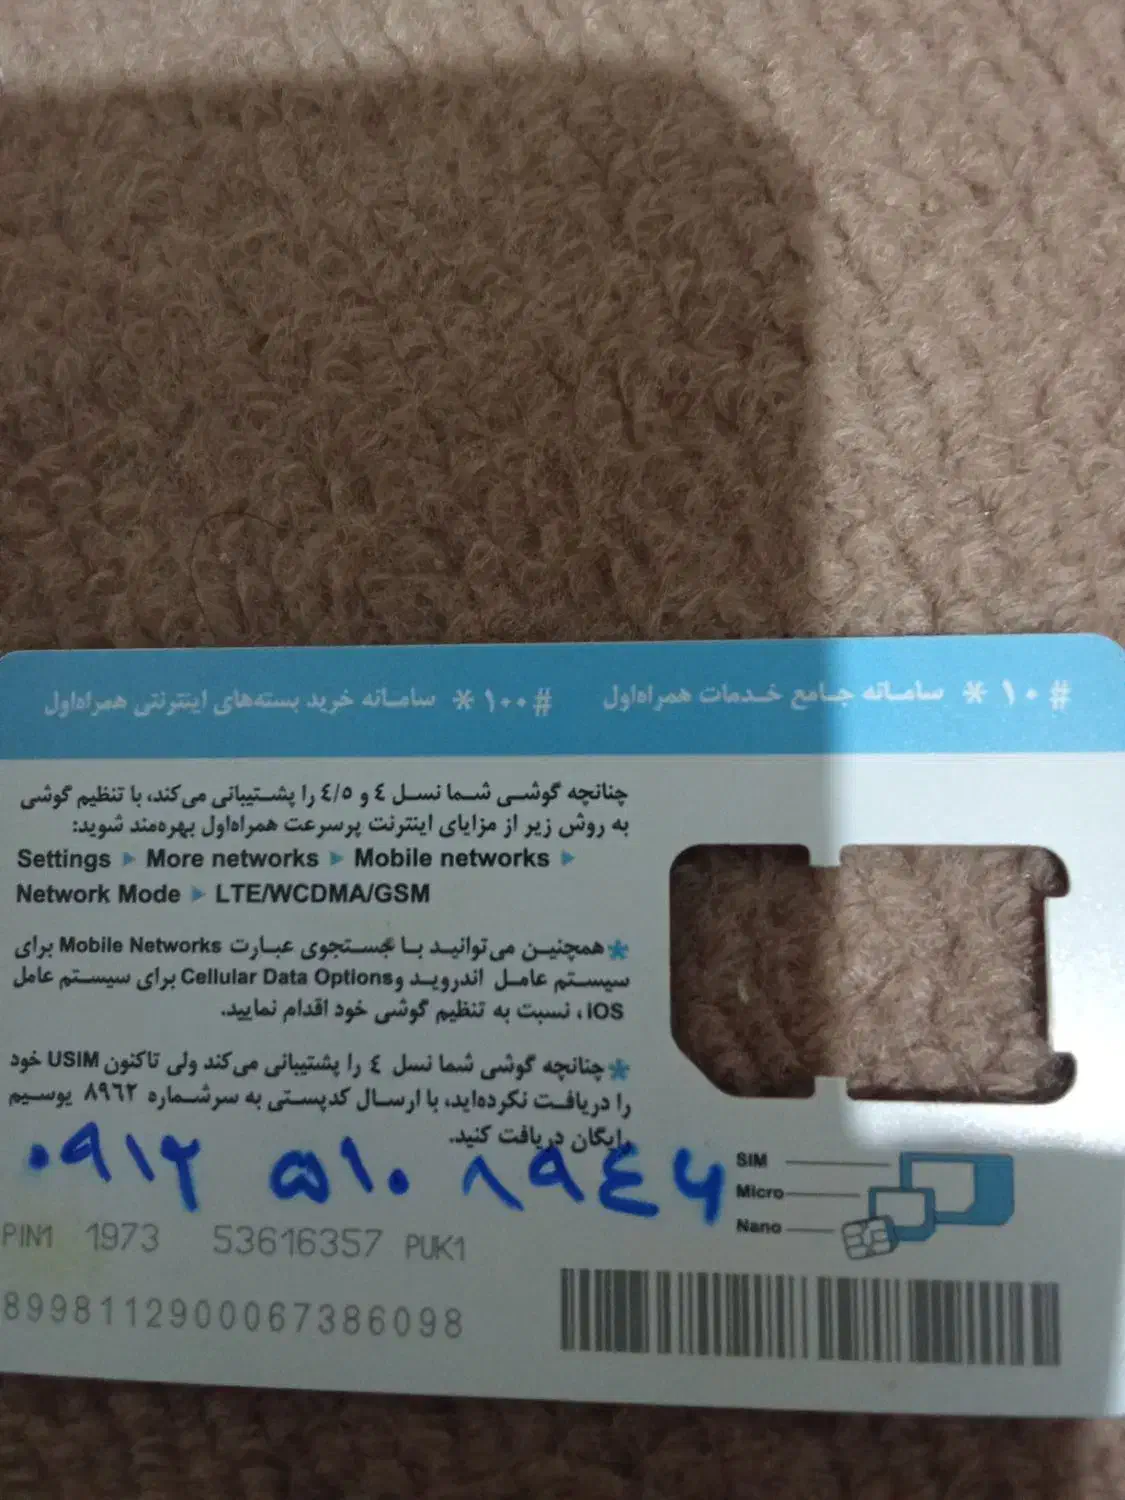 #۱۰* سامانه جامع خدمات همراه‌اول
#۱۰۰* سامانه خرید بسته‌های اینترنتی همراه‌اول
چنانچه گوشی شما نسل ٤ و ٤/٥ را پشتیبانی می‌کند، با تنظیم گوشی
به روش زیر از مزایای اینترنت پرسرعت همراه‌اول بهره‌مند شوید:
Settings ▶ More networks ▶ Mobile networks ▶
Network Mode ▶ LTE/WCDMA/GSM
*همچنین می‌توانید با جستجوی عبارت Mobile Networks برای
سیستم عامل اندروید و Cellular Data Options برای سیستم عامل
iOS، نسبت به تنظیم گوشی خود اقدام نمایید.
*چنانچه گوشی شما نسل ٤ را پشتیبانی می‌کند ولی تاکنون USIM خود
را دریافت نکرده‌اید، با ارسال کدپستی به سرشماره ۸۹۶۲ یوسیم
رایگان دریافت کنید.
۰۹۱۲ ۵۱۰ ۸۹٤۶
SIM
Micro
Nano
PIN1 1973 53616357 PUK1
8998112900067386098